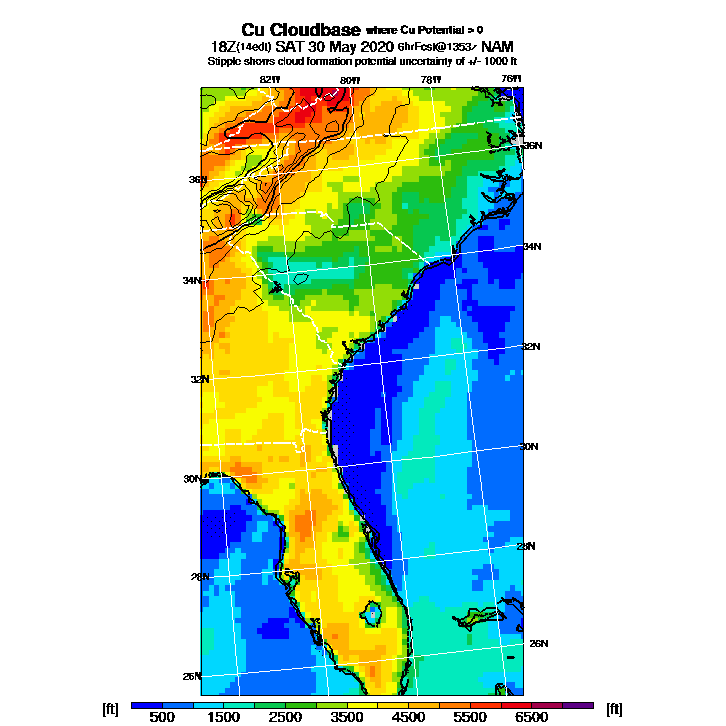 Cu Cloudbase where Cu Potential > 0
18Z(14edt) SAT 30 May 2020 6hrFcst@1353z NAM
Stipple shows cloud formation potential uncertainty of +/- 1000 ft
82W 80W 78W 76W
36N 36N
34N 34N
32N 32N
30N 30N
28N 28N
26N 26N
[ft] 500 1500 2500 3500 4500 5500 6500 [ft]